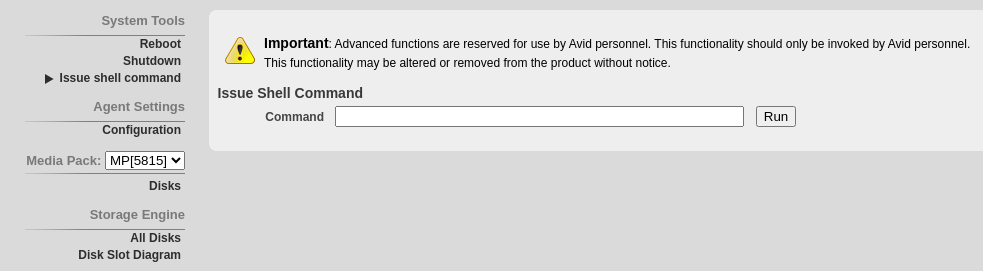 System Tools
Reboot
Shutdown
Issue shell command
Agent Settings
Configuration
Media Pack: MP[5815]
Disks
Storage Engine
All Disks
Disk Slot Diagram
Important: Advanced functions are reserved for use by Avid personnel. This functionality should only be invoked by Avid personnel.
This functionality may be altered or removed from the product without notice.
Issue Shell Command
Command Run